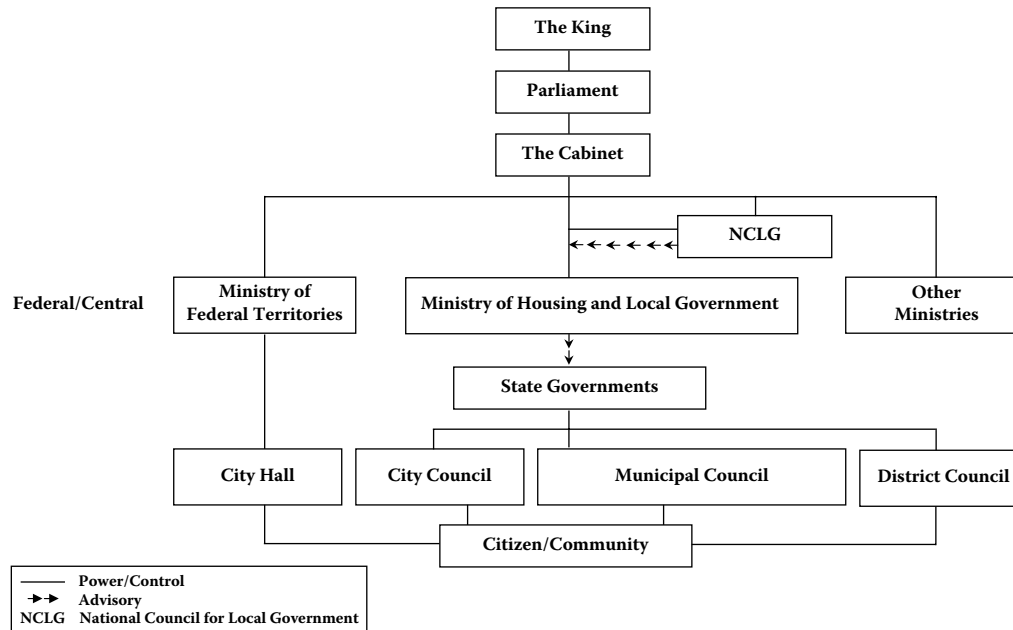 The King
Parliament
The Cabinet
NCLG
Federal/Central
Ministry of
Federal Territories
Ministry of Housing and Local Government
Other
Ministries
State Governments
City Hall
City Council
Municipal Council
District Council
Citizen/Community
Power/Control
Advisory
NCLG National Council for Local Government